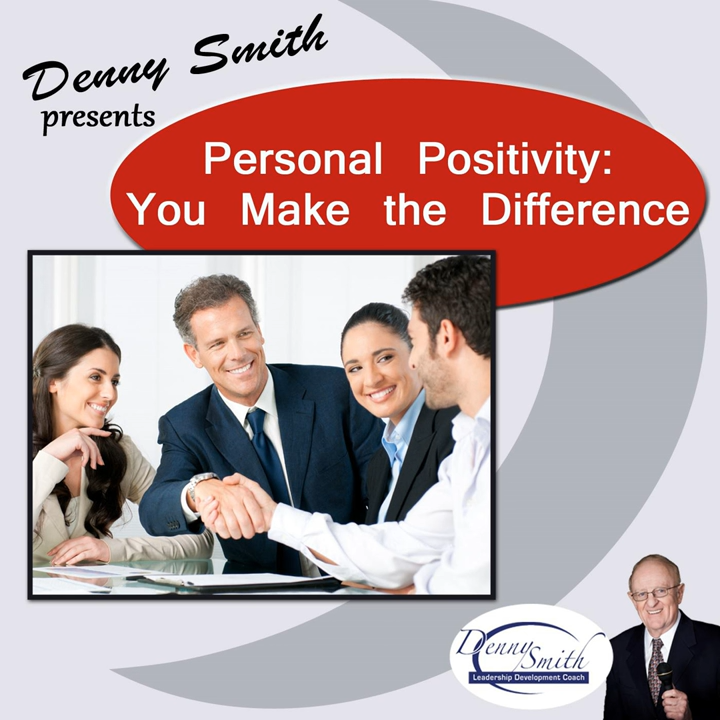 Denny Smith
presents
Personal Positivity:
You Make the Difference
Denny
Smith
Leadership Development Coach